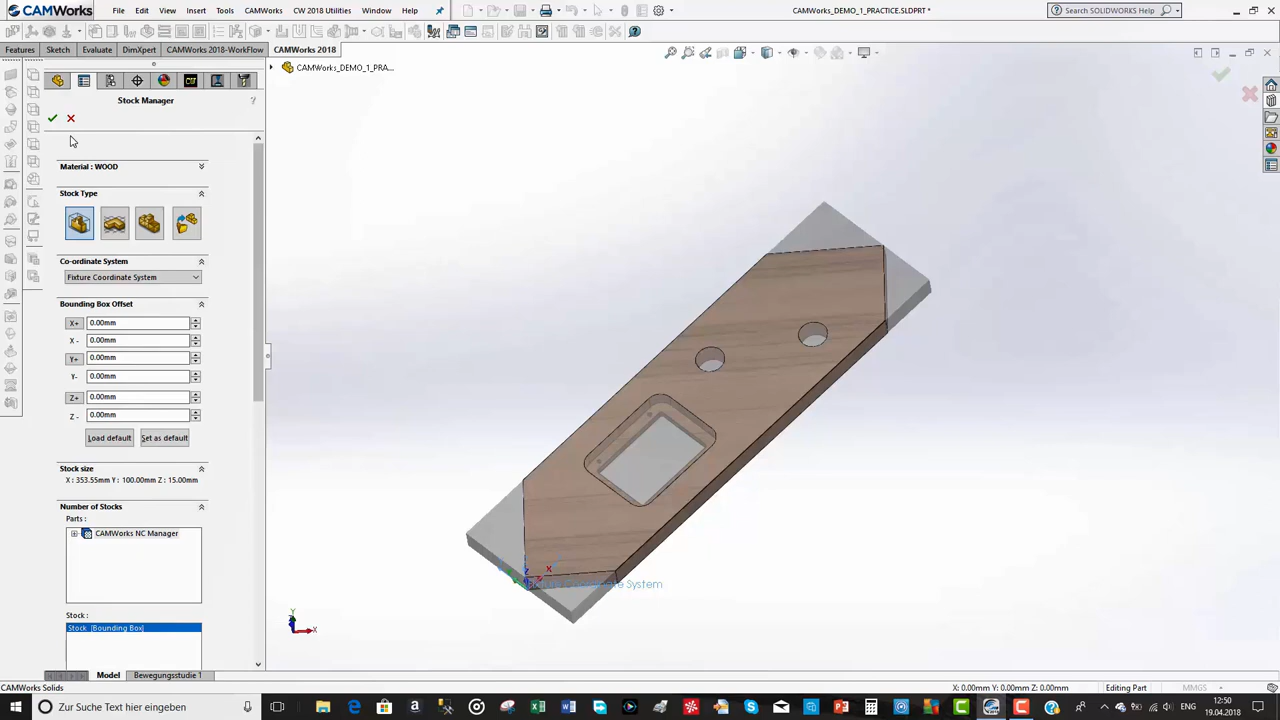 CAMWORKS File Edit View Insert Tools CAMWorks CW 2018 Utilities Window Help CAMWorks_DEMO_1_PRACTICE.SLDPRT * Search SOLIDWORKS Help
Features Sketch Evaluate DimXpert CAMWorks 2018-WorkFlow CAMWorks 2018
CAMWorks_DEMO_1_PRA...
Stock Manager
Material : WOOD
Stock Type
Co-ordinate System
Fixture Coordinate System
Bounding Box Offset
X+ 0.00mm
X - 0.00mm
Y+ 0.00mm
Y- 0.00mm
Z+ 0.00mm
Z - 0.00mm
Load default Set as default
Stock size
X : 353.55mm Y : 100.00mm Z : 15.00mm
Number of Stocks
Parts :
CAMWorks NC Manager
Stock :
Stock [Bounding Box]
Model Bewegungsstudie 1
CAMWorks Solids X: 0.00mm Y: 0.00mm Z: 0.00mm Editing Part MMGS
Zur Suche Text hier eingeben
12:50
19.04.2018